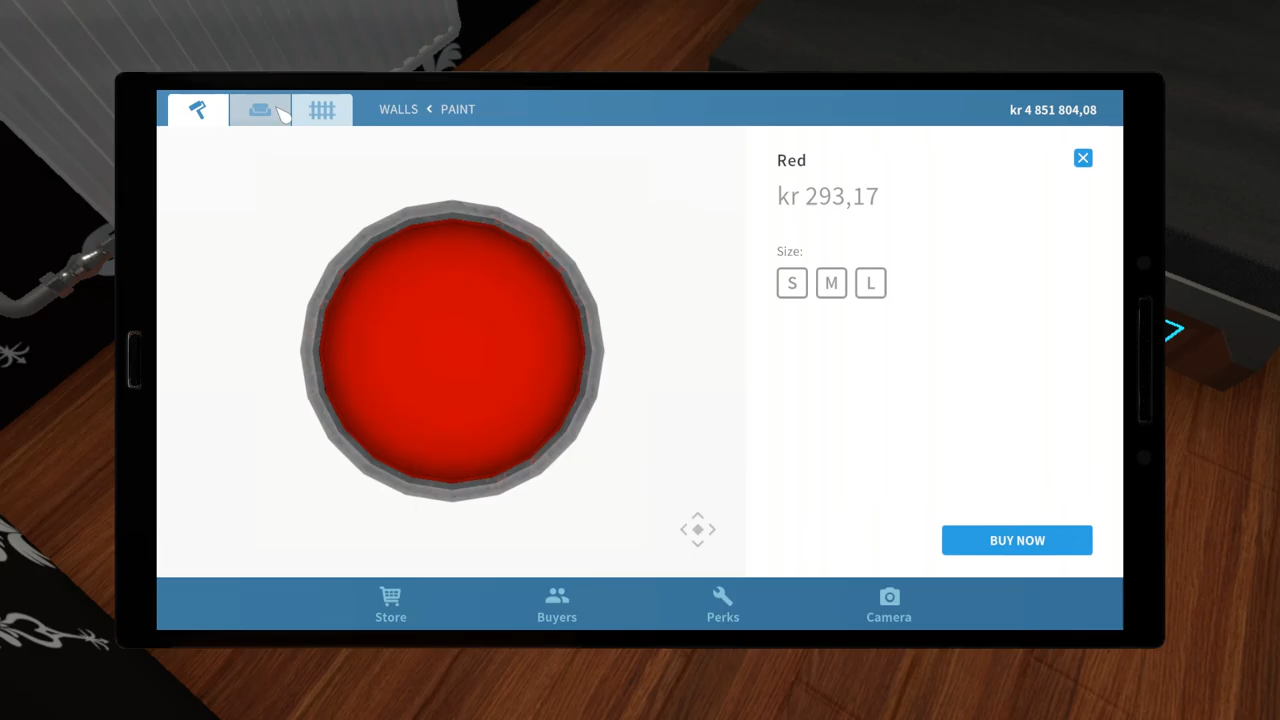 WALLS < PAINT
kr 4 851 804,08
Red
kr 293,17
Size:
S M L
BUY NOW
Store
Buyers
Perks
Camera